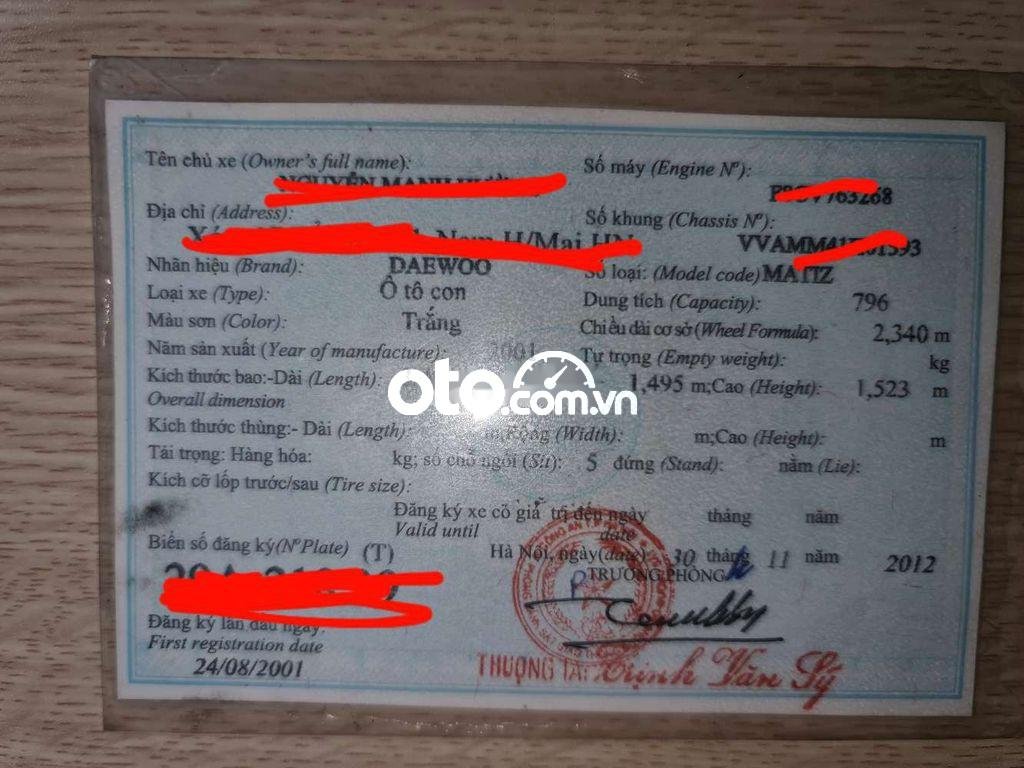 Tên chủ xe (Owner's full name):
Số máy (Engine Nº):
Địa chỉ (Address):
Số khung (Chassis Nº):
H/Mai HN
Nhãn hiệu (Brand): DAEWOO
Số loại: (Model code) MATIZ
Loại xe (Type): Ô tô con
Dung tích (Capacity): 796
Màu sơn (Color): Trắng
Chiều dài cơ sở (Wheel Formula): 2,340 m
Năm sản xuất (Year of manufacture): 2001
Tự trọng (Empty weight): kg
Kích thước bao:-Dài (Length): 1,495 m;Cao (Height): 1,523 m
Overall dimension
oto.com.vn
Kích thước thùng:- Dài (Length): m;Rộng (Width): m;Cao (Height): m
Tải trọng: Hàng hóa: kg; số chỗ ngồi (Sit): 5 đứng (Stand): nằm (Lie):
Kích cỡ lốp trước/sau (Tire size):
Đăng ký xe có giá trị đến ngày tháng năm
Valid until date
Biển số đăng ký(Nº Plate) (T)
Hà Nội, ngày(date) 30 tháng 11 năm 2012
TRƯỞNG PHÒNG
Đăng ký lần đầu ngày:
First registration date
24/08/2001
THƯỢNG TÁ: Trịnh Văn Sỹ